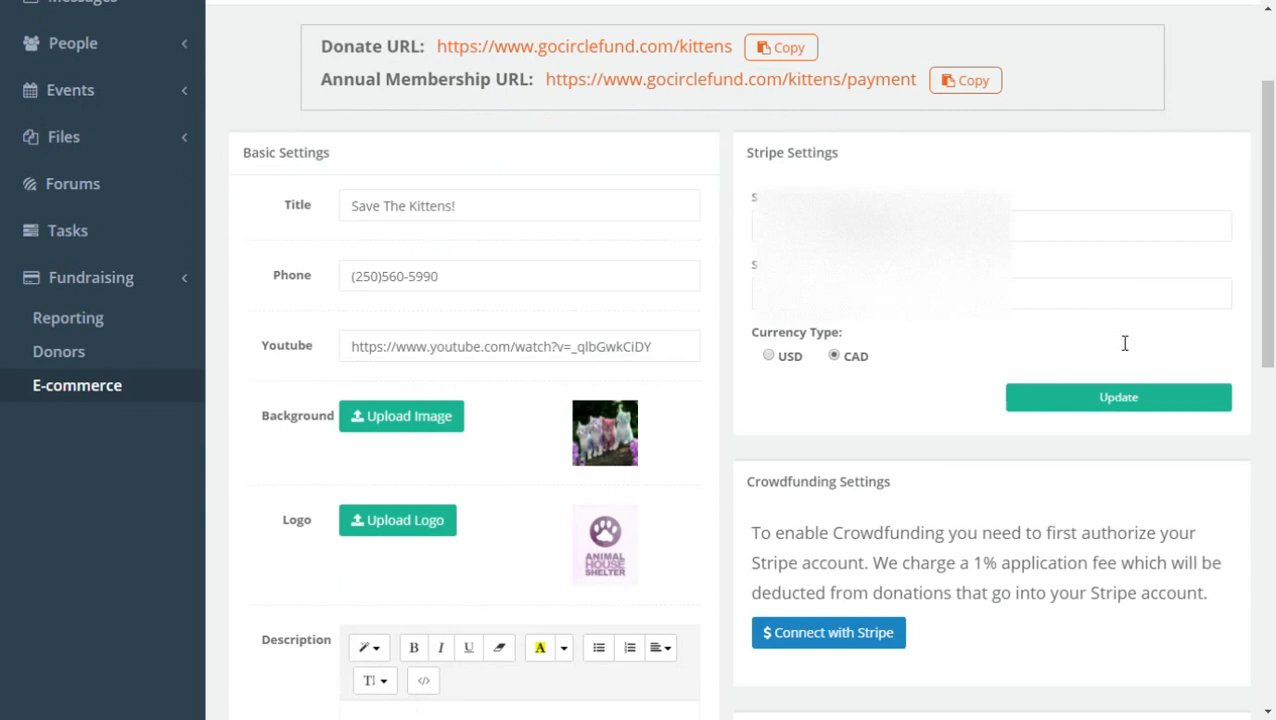 Messages
People
Events
Files
Forums
Tasks
Fundraising
Reporting
Donors
E-commerce
Donate URL: https://www.gocirclefund.com/kittens Copy
Annual Membership URL: https://www.gocirclefund.com/kittens/payment Copy
Basic Settings
Title Save The Kittens!
Phone (250)560-5990
Youtube https://www.youtube.com/watch?v=_qlbGwkCiDY
Background Upload Image
Logo Upload Logo
ANIMAL
HOUSE
SHELTER
Description
B I U A
TI </>
Stripe Settings
S
S
Currency Type:
USD CAD
Update
Crowdfunding Settings
To enable Crowdfunding you need to first authorize your
Stripe account. We charge a 1% application fee which will be
deducted from donations that go into your Stripe account.
$ Connect with Stripe